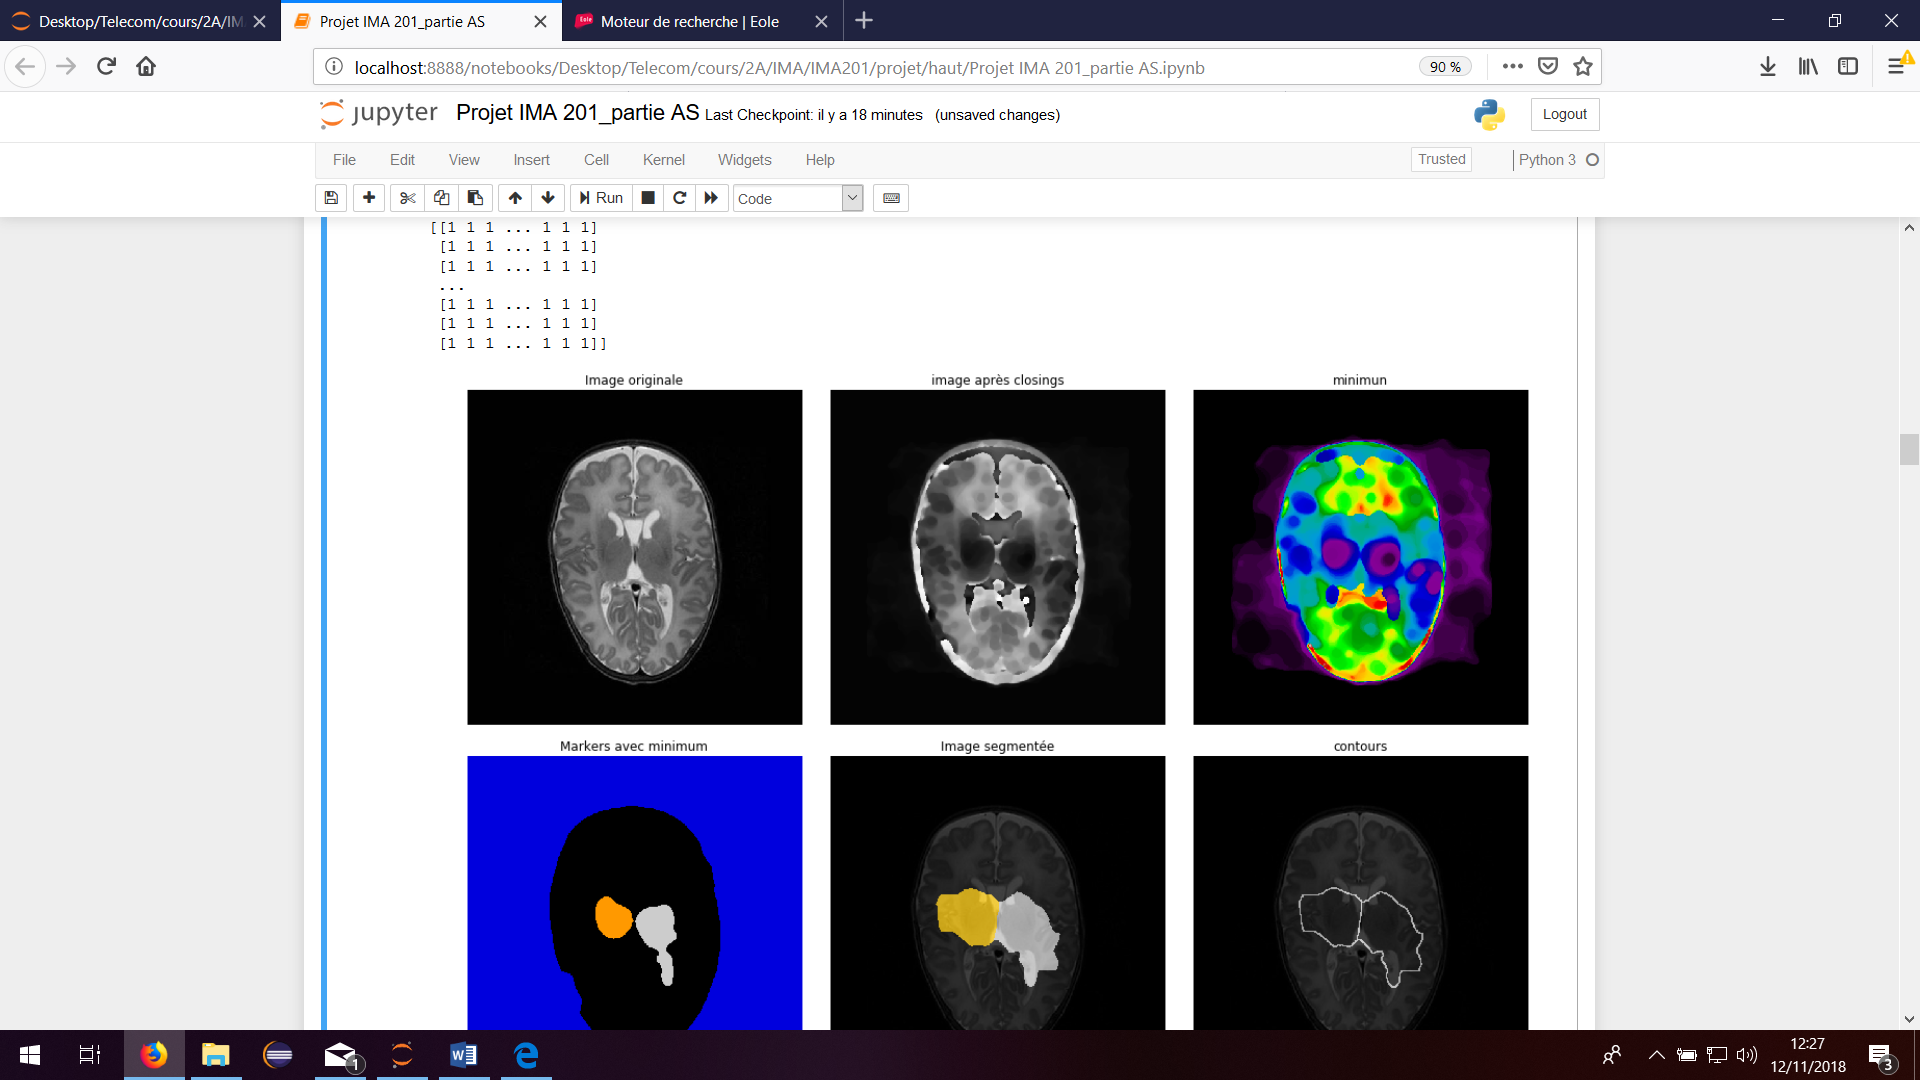 Desktop/Telecom/cours/2A/IM
Projet IMA 201_partie AS
Moteur de recherche | Eole
localhost:8888/notebooks/Desktop/Telecom/cours/2A/IMA/IMA201/projet/haut/Projet IMA 201_partie AS.ipynb
90 %
jupyter Projet IMA 201_partie AS Last Checkpoint: il y a 18 minutes (unsaved changes)
Logout
File Edit View Insert Cell Kernel Widgets Help
Trusted
Python 3
Run
Code
[[1 1 1 ... 1 1 1]
[1 1 1 ... 1 1 1]
[1 1 1 ... 1 1 1]
...
[1 1 1 ... 1 1 1]
[1 1 1 ... 1 1 1]
[1 1 1 ... 1 1 1]]
Image originale
image après closings
minimun
Markers avec minimum
Image segmentée
contours
1
12:27
12/11/2018
3